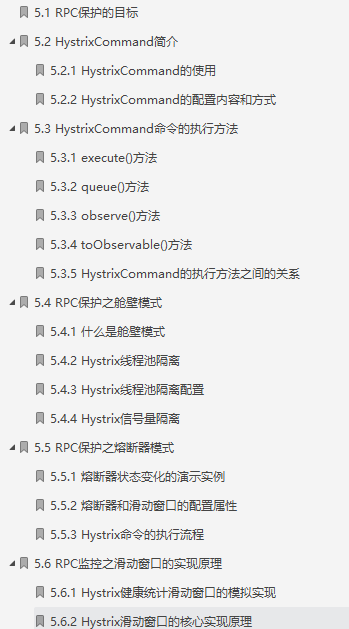 5.1 RPC保护的目标
5.2 HystrixCommand简介
5.2.1 HystrixCommand的使用
5.2.2 HystrixCommand的配置内容和方式
5.3 HystrixCommand命令的执行方法
5.3.1 execute()方法
5.3.2 queue()方法
5.3.3 observe()方法
5.3.4 toObservable()方法
5.3.5 HystrixCommand的执行方法之间的关系
5.4 RPC保护之舱壁模式
5.4.1 什么是舱壁模式
5.4.2 Hystrix线程池隔离
5.4.3 Hystrix线程池隔离配置
5.4.4 Hystrix信号量隔离
5.5 RPC保护之熔断器模式
5.5.1 熔断器状态变化的演示实例
5.5.2 熔断器和滑动窗口的配置属性
5.5.3 Hystrix命令的执行流程
5.6 RPC监控之滑动窗口的实现原理
5.6.1 Hystrix健康统计滑动窗口的模拟实现
5.6.2 Hystrix滑动窗口的核心实现原理